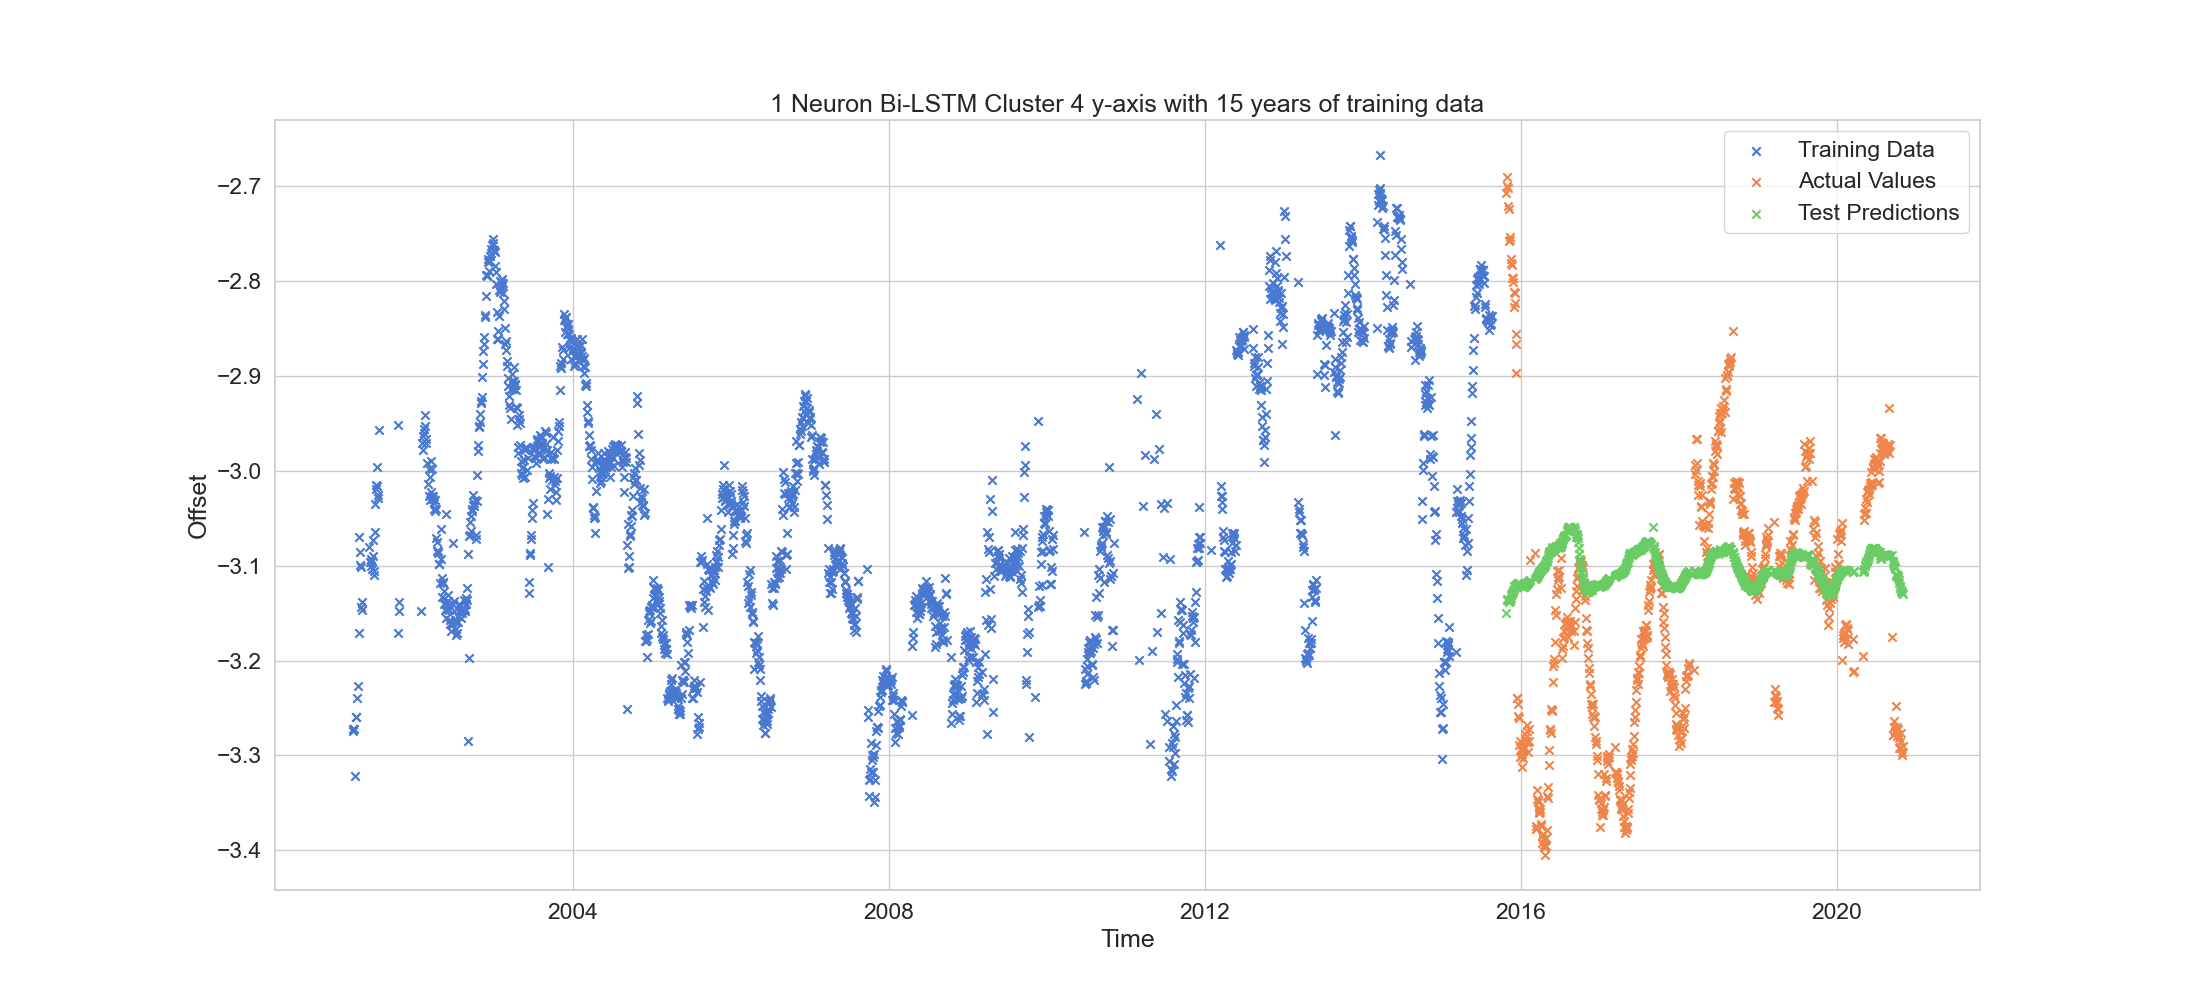 1 Neuron Bi-LSTM Cluster 4 y-axis with 15 years of training data
Training Data
Actual Values
Test Predictions
−2.7
−2.8
−2.9
−3.0
−3.1
−3.2
−3.3
−3.4
Offset
2004
2008
2012
2016
2020
Time